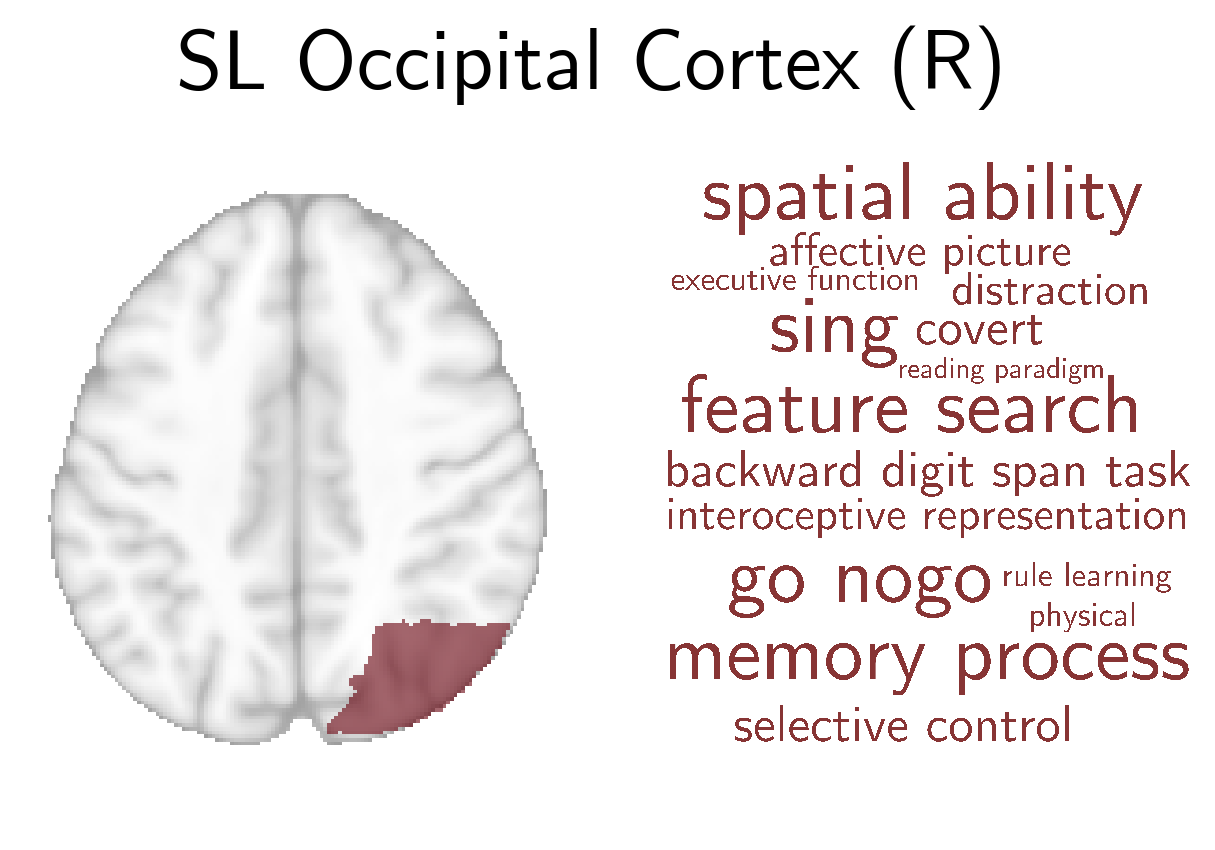 SL Occipital Cortex (R)
spatial ability
affective picture
executive function distraction
sing covert
reading paradigm
feature search
backward digit span task
interoceptive representation
go nogo rule learning
physical
memory process
selective control